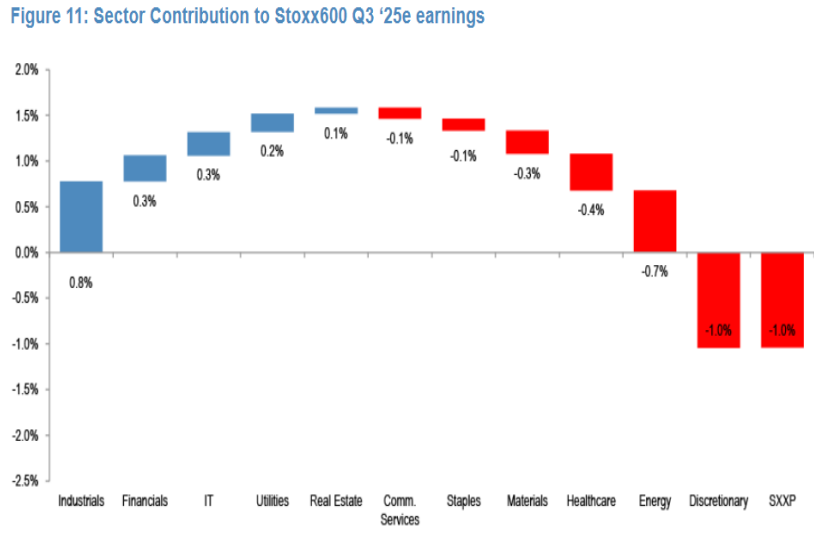 Figure 11: Sector Contribution to Stoxx600 Q3 ‘25e earnings
2.0%
1.5%
1.0%
0.5%
0.0%
-0.5%
-1.0%
-1.5%
-2.0%
-2.5%
0.8%
0.3%
0.3%
0.2%
0.1%
-0.1%
-0.1%
-0.3%
-0.4%
-0.7%
-1.0%
-1.0%
Industrials
Financials
IT
Utilities
Real Estate
Comm.
Services
Staples
Materials
Healthcare
Energy
Discretionary
SXXP